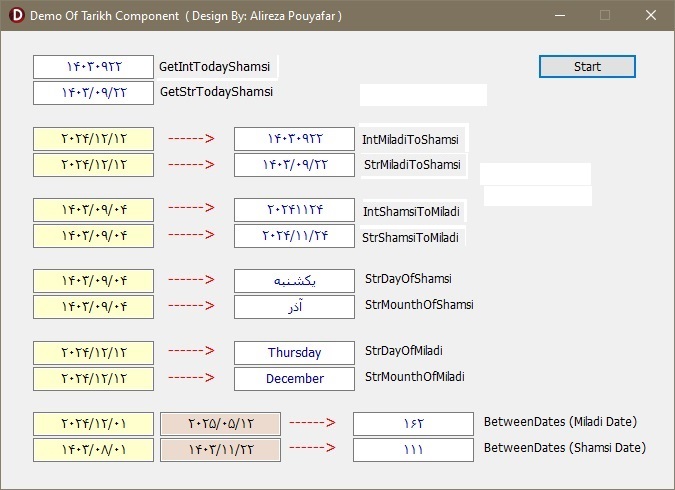 Demo Of Tarikh Component ( Design By: Alireza Pouyafar )
۱۴۰۳۰۹۲۲ GetIntTodayShamsi Start
۱۴۰۳/۰۹/۲۲ GetStrTodayShamsi
۲۰۲۴/۱۲/۱۲ ------> ۱۴۰۳۰۹۲۲ IntMiladiToShamsi
۲۰۲۴/۱۲/۱۲ ------> ۱۴۰۳/۰۹/۲۲ StrMiladiToShamsi
۱۴۰۳/۰۹/۰۴ ------> ۲۰۲۴۱۱۲۴ IntShamsiToMiladi
۱۴۰۳/۰۹/۰۴ ------> ۲۰۲۴/۱۱/۲۴ StrShamsiToMiladi
۱۴۰۳/۰۹/۰۴ ------> یکشنبه StrDayOfShamsi
۱۴۰۳/۰۹/۰۴ ------> آذر StrMounthOfShamsi
۲۰۲۴/۱۲/۱۲ ------> Thursday StrDayOfMiladi
۲۰۲۴/۱۲/۱۲ ------> December StrMounthOfMiladi
۲۰۲۴/۱۲/۰۱ ۲۰۲۵/۰۵/۱۲ ------> ۱۶۲ BetweenDates (Miladi Date)
۱۴۰۳/۰۸/۰۱ ۱۴۰۳/۱۱/۲۲ ------> ۱۱۱ BetweenDates (Shamsi Date)